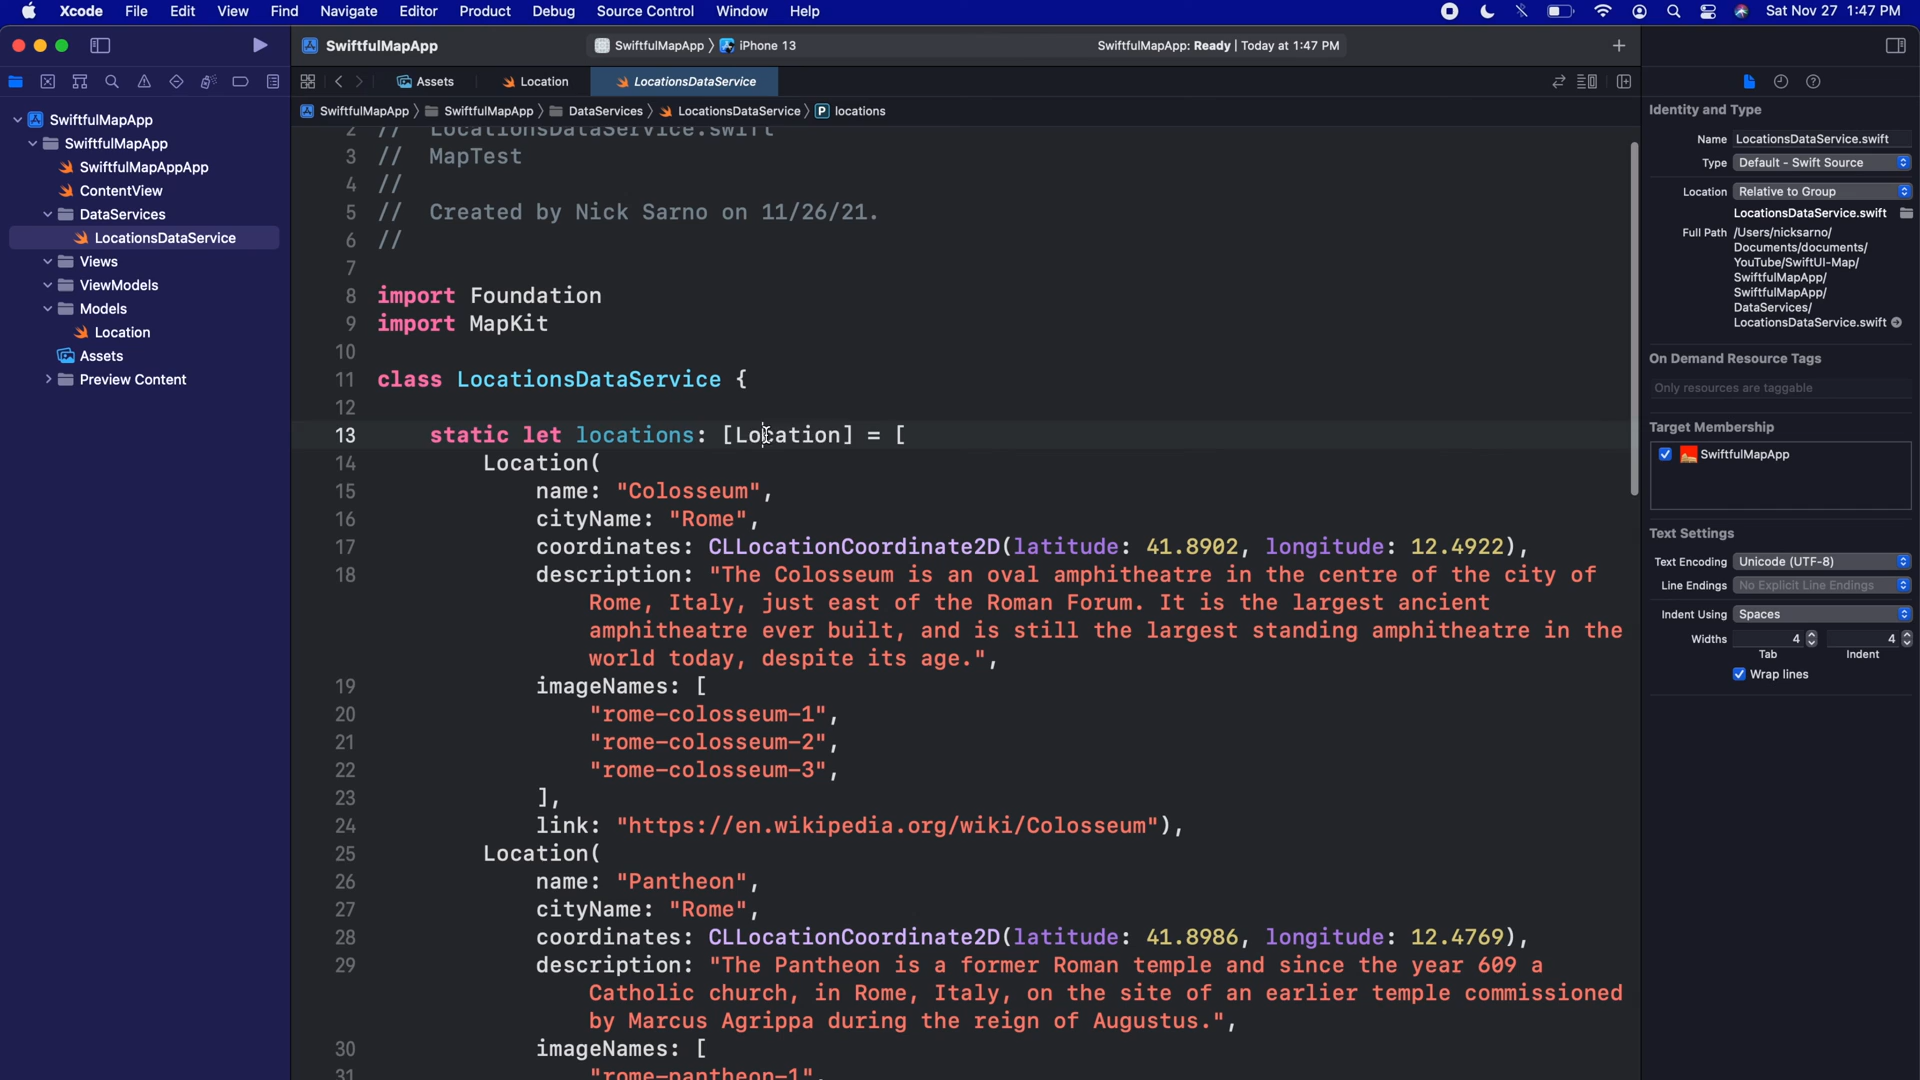 Xcode File Edit View Find Navigate Editor Product Debug Source Control Window Help Sat Nov 27 1:47 PM
SwiftfulMapApp SwiftfulMapApp 〉 iPhone 13 SwiftfulMapApp: Ready | Today at 1:47 PM
Assets Location LocationsDataService
SwiftfulMapApp 〉 SwiftfulMapApp 〉 DataServices 〉 LocationsDataService 〉 P locations
SwiftfulMapApp
SwiftfulMapApp
SwiftfulMapAppApp
ContentView
DataServices
LocationsDataService
Views
ViewModels
Models
Location
Assets
Preview Content
2 // LocationsDataService.swift
3 // MapTest
4 //
5 // Created by Nick Sarno on 11/26/21.
6 //
7
8 import Foundation
9 import MapKit
10
11 class LocationsDataService {
12
13 static let locations: [Location] = [
14 Location(
15 name: "Colosseum",
16 cityName: "Rome",
17 coordinates: CLLocationCoordinate2D(latitude: 41.8902, longitude: 12.4922),
18 description: "The Colosseum is an oval amphitheatre in the centre of the city of
Rome, Italy, just east of the Roman Forum. It is the largest ancient
amphitheatre ever built, and is still the largest standing amphitheatre in the
world today, despite its age.",
19 imageNames: [
20 "rome-colosseum-1",
21 "rome-colosseum-2",
22 "rome-colosseum-3",
23 ],
24 link: "https://en.wikipedia.org/wiki/Colosseum"),
25 Location(
26 name: "Pantheon",
27 cityName: "Rome",
28 coordinates: CLLocationCoordinate2D(latitude: 41.8986, longitude: 12.4769),
29 description: "The Pantheon is a former Roman temple and since the year 609 a
Catholic church, in Rome, Italy, on the site of an earlier temple commissioned
by Marcus Agrippa during the reign of Augustus.",
30 imageNames: [
31 "rome-pantheon-1",
Identity and Type
Name LocationsDataService.swift
Type Default - Swift Source
Location Relative to Group
LocationsDataService.swift
Full Path /Users/nicksarno/
Documents/documents/
YouTube/SwiftUI-Map/
SwiftfulMapApp/
SwiftfulMapApp/
DataServices/
LocationsDataService.swift
On Demand Resource Tags
Only resources are taggable
Target Membership
SwiftfulMapApp
Text Settings
Text Encoding Unicode (UTF-8)
Line Endings No Explicit Line Endings
Indent Using Spaces
Widths 4 4
Tab Indent
Wrap lines